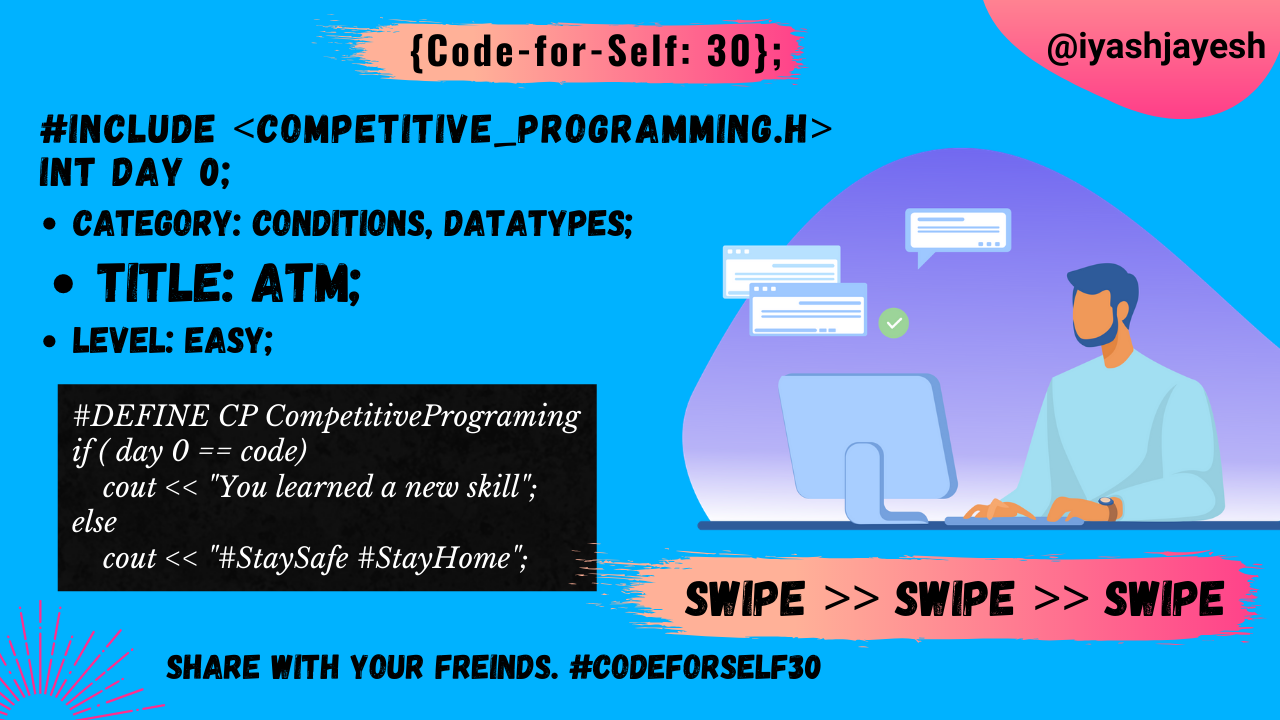 {Code-for-Self: 30};
@iyashjayesh
#INCLUDE <COMPETITIVE_PROGRAMMING.H>
INT DAY 0;
• CATEGORY: CONDITIONS, DATATYPES;
• TITLE: ATM;
• LEVEL: EASY;
#DEFINE CP CompetitivePrograming
if ( day 0 == code)
cout << "You learned a new skill";
else
cout << "#StaySafe #StayHome";
SWIPE >> SWIPE >> SWIPE
SHARE WITH YOUR FREINDS. #CODEFORSELF30